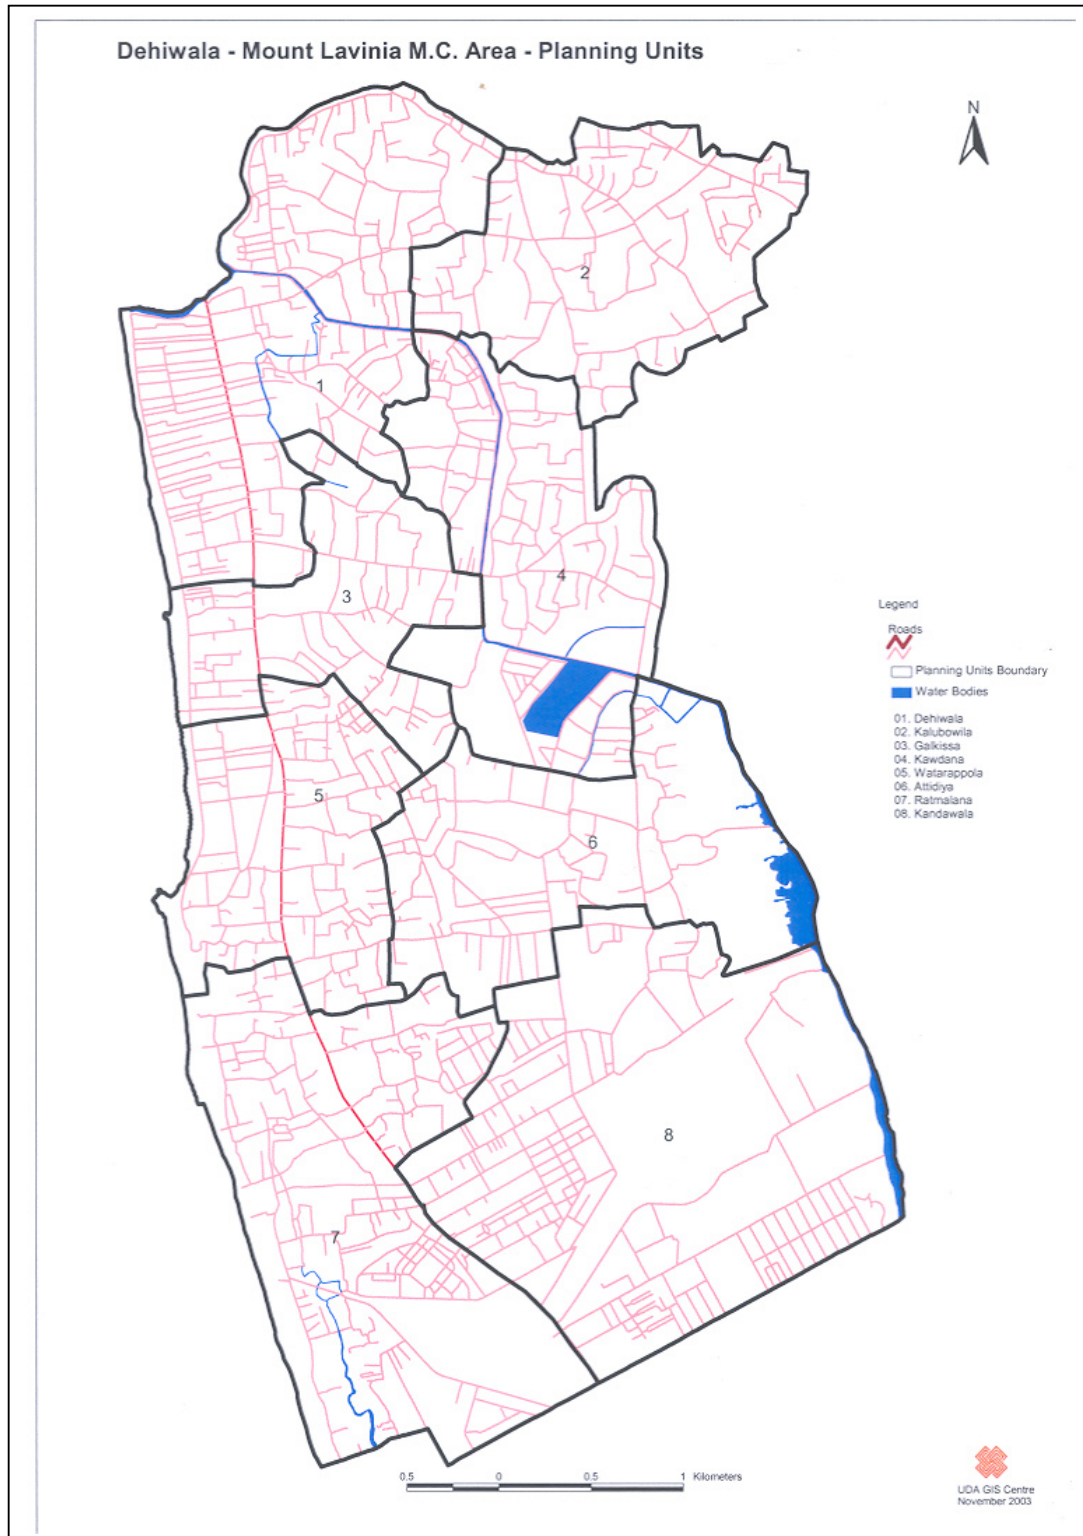 Dehiwala - Mount Lavinia M.C. Area - Planning Units
N
2
1
4
3
5
6
8
7
Legend
Roads
Planning Units Boundary
Water Bodies
01. Dehiwala
02. Kalubowila
03. Galkissa
04. Kawdana
05. Watarappola
06. Attidiya
07. Ratmalana
08. Kandawala
0.5 0 0.5 1 Kilometers
UDA GIS Centre
November 2003